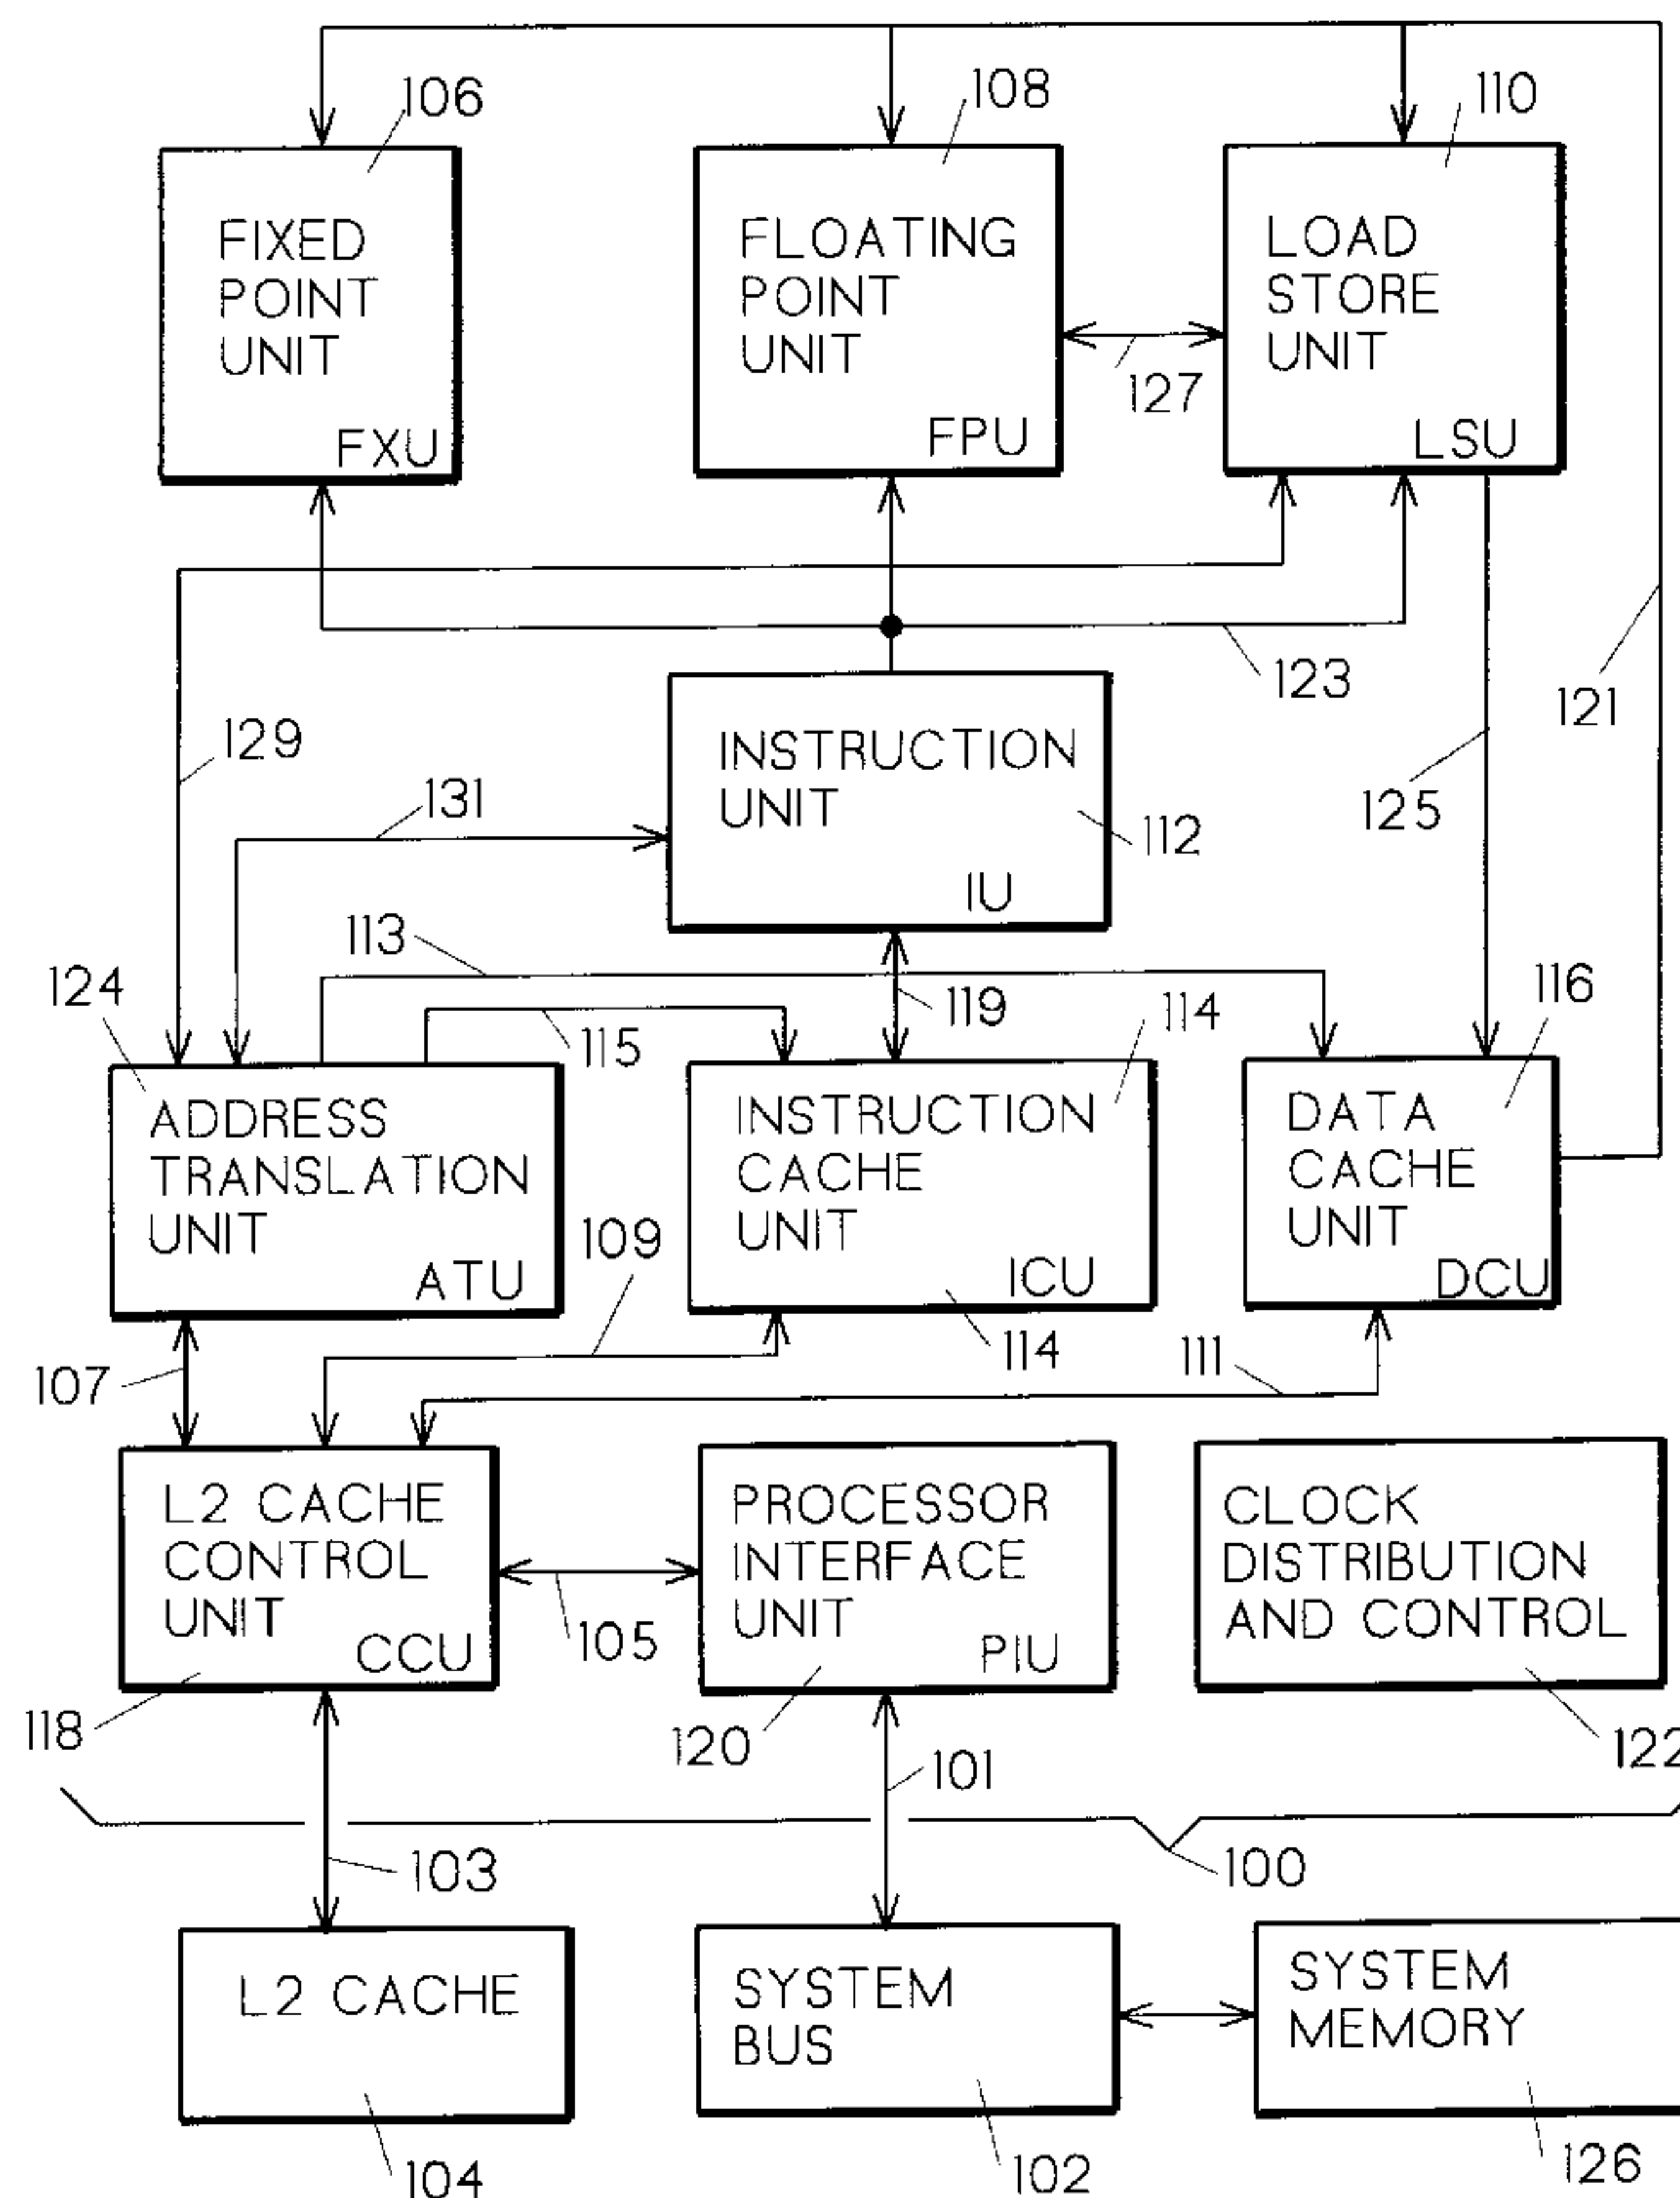 106
108
110
FIXED
POINT
UNIT
FXU
FLOATING
POINT
UNIT
FPU
LOAD
STORE
UNIT
LSU
127
123
121
129
125
131
INSTRUCTION
UNIT
IU
112
113
124
115
119
114
116
ADDRESS
TRANSLATION
UNIT
ATU
INSTRUCTION
CACHE
UNIT
ICU
DATA
CACHE
UNIT
DCU
109
107
114
111
L2 CACHE
CONTROL
UNIT
CCU
105
PROCESSOR
INTERFACE
UNIT
PIU
CLOCK
DISTRIBUTION
AND CONTROL
118
120
122
101
103
100
L2 CACHE
SYSTEM
BUS
SYSTEM
MEMORY
104
102
126